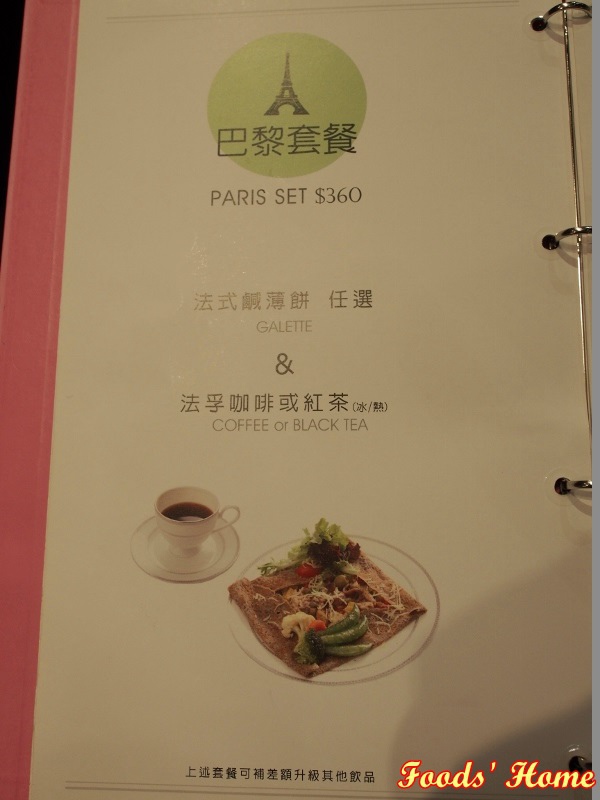 巴黎套餐
PARIS SET $360
法式鹹薄餅 任選
GALETTE
&
法孚咖啡或紅茶(冰/熱)
COFFEE or BLACK TEA
上述套餐可補差額升級其他飲品
Foods' Home